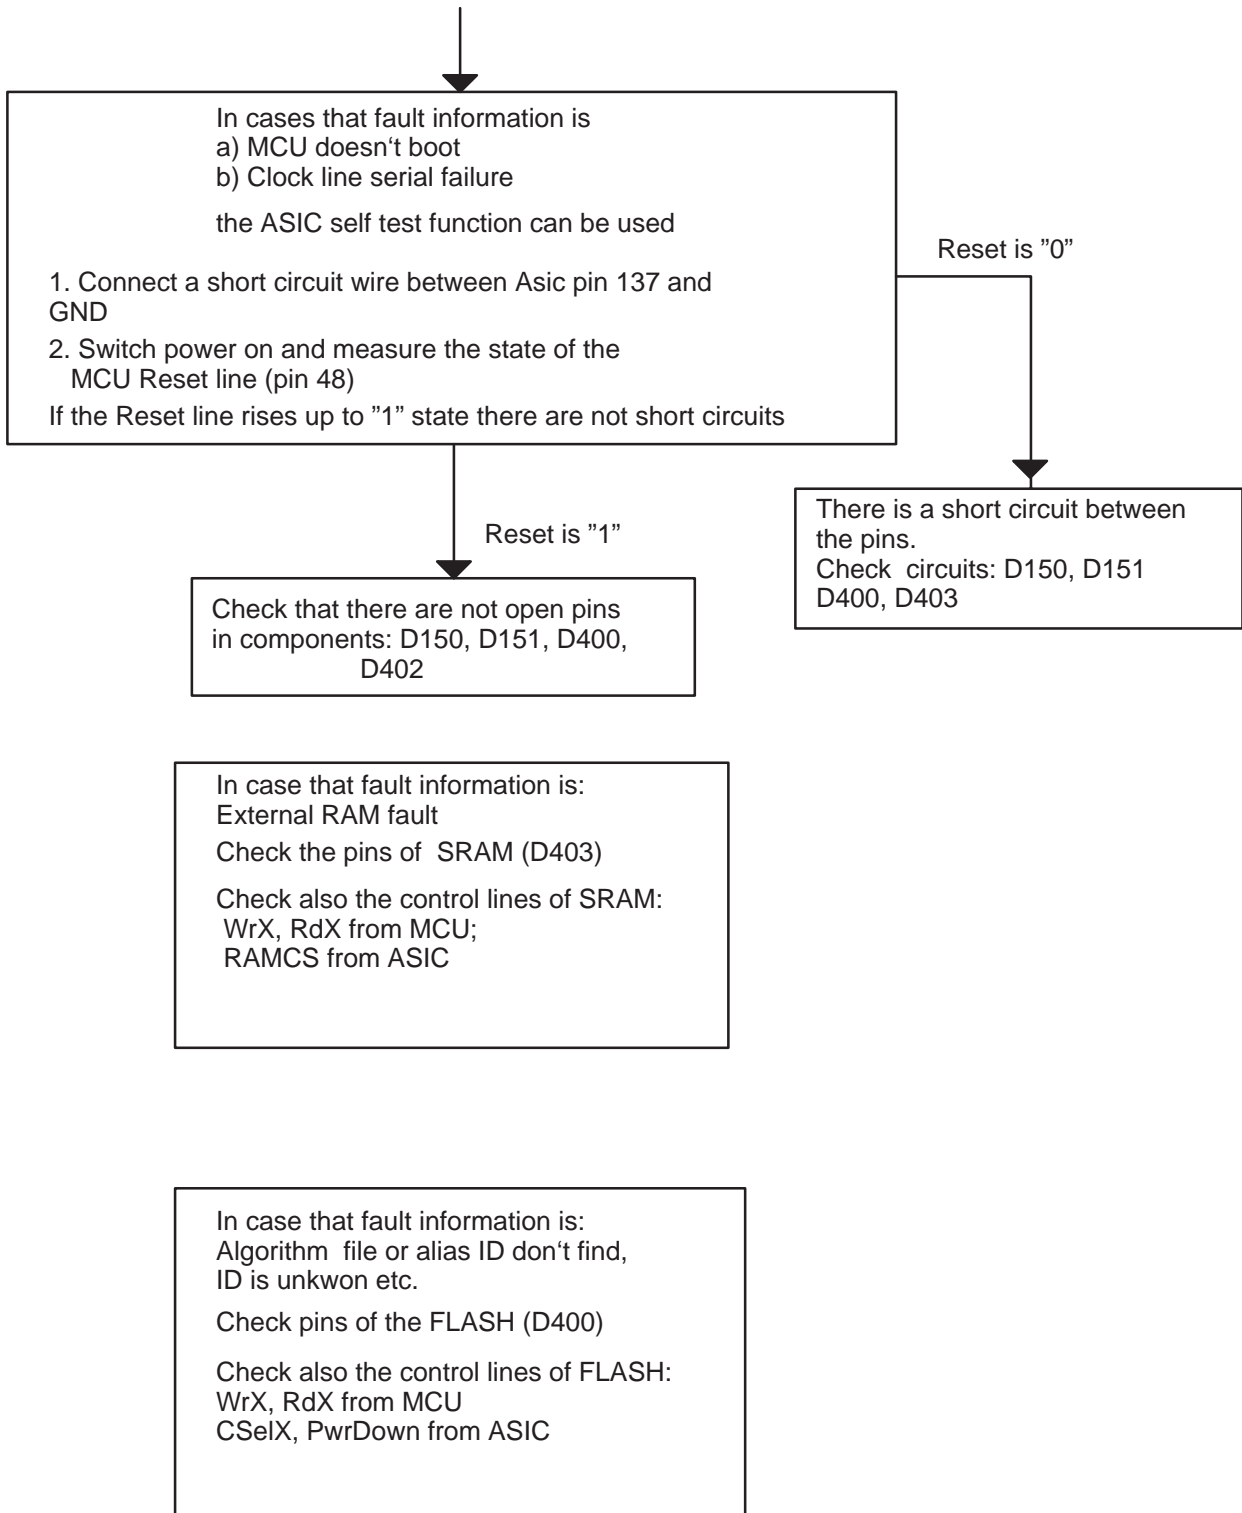 In cases that fault information is
a) MCU doesn‘t boot
b) Clock line serial failure
the ASIC self test function can be used
1. Connect a short circuit wire between Asic pin 137 and
GND
2. Switch power on and measure the state of the
MCU Reset line (pin 48)
If the Reset line rises up to ”1” state there are not short circuits
Reset is ”0”
There is a short circuit between
the pins.
Check circuits: D150, D151
D400, D403
Reset is ”1”
Check that there are not open pins
in components: D150, D151, D400,
D402
In case that fault information is:
External RAM fault
Check the pins of SRAM (D403)
Check also the control lines of SRAM:
WrX, RdX from MCU;
RAMCS from ASIC
In case that fault information is:
Algorithm file or alias ID don‘t find,
ID is unkwon etc.
Check pins of the FLASH (D400)
Check also the control lines of FLASH:
WrX, RdX from MCU
CSelX, PwrDown from ASIC